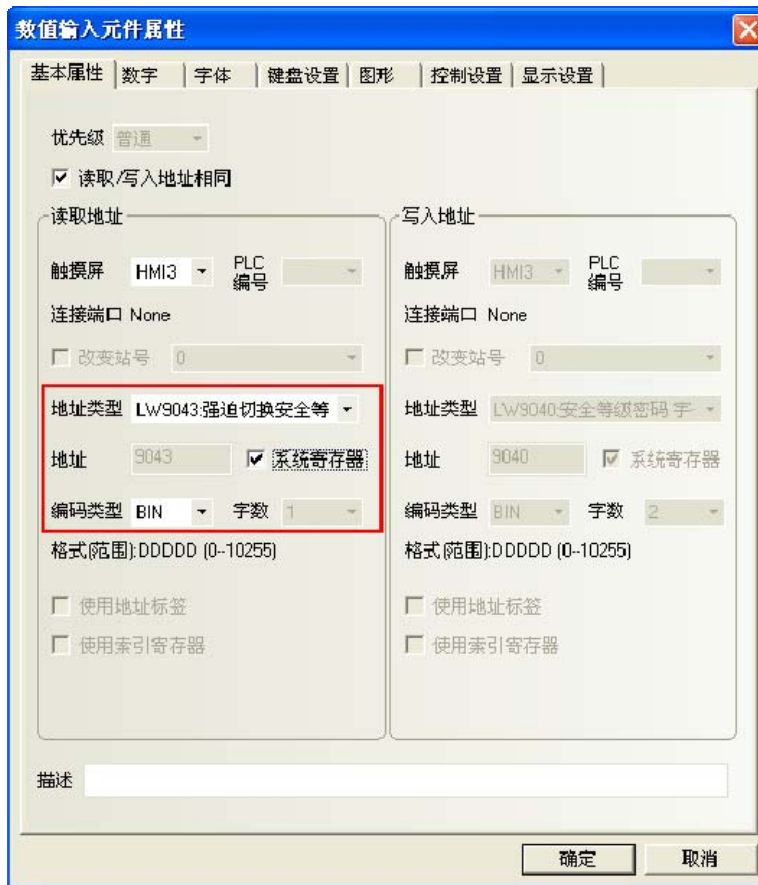 数值输入元件属性
基本属性 数字 字体 键盘设置 图形 控制设置 显示设置
优先级 普通
读取/写入地址相同
读取地址
触摸屏 HMI3 PLC编号
连接端口 None
改变站号 0
地址类型 LW9043:强迫切换安全等
地址 9043 系统寄存器
编码类型 BIN 字数 1
格式(范围):DDDDD (0--10255)
使用地址标签
使用索引寄存器
写入地址
触摸屏 HMI3 PLC编号
连接端口 None
改变站号 0
地址类型 LW9040:安全等级密码 字
地址 9040 系统寄存器
编码类型 BIN 字数 2
格式(范围):DDDDD (0--10255)
使用地址标签
使用索引寄存器
描述
确定 取消